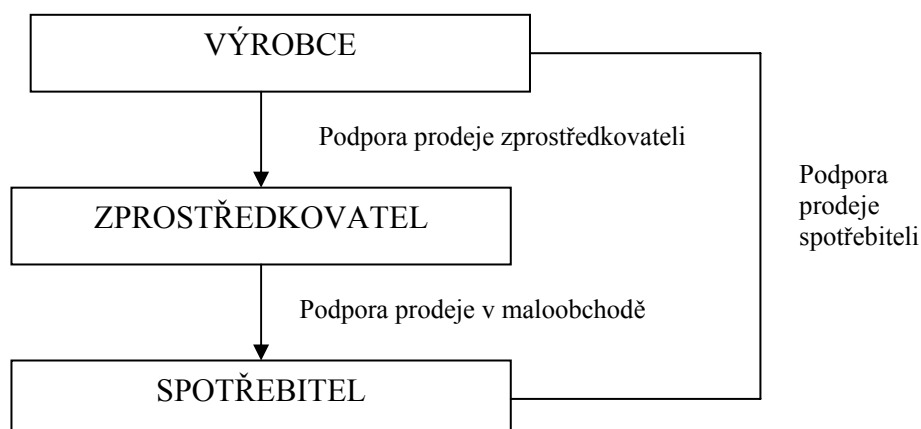 VÝROBCE
Podpora prodeje zprostředkovateli
ZPROSTŘEDKOVATEL
Podpora
prodeje
spotřebiteli
Podpora prodeje v maloobchodě
SPOTŘEBITEL